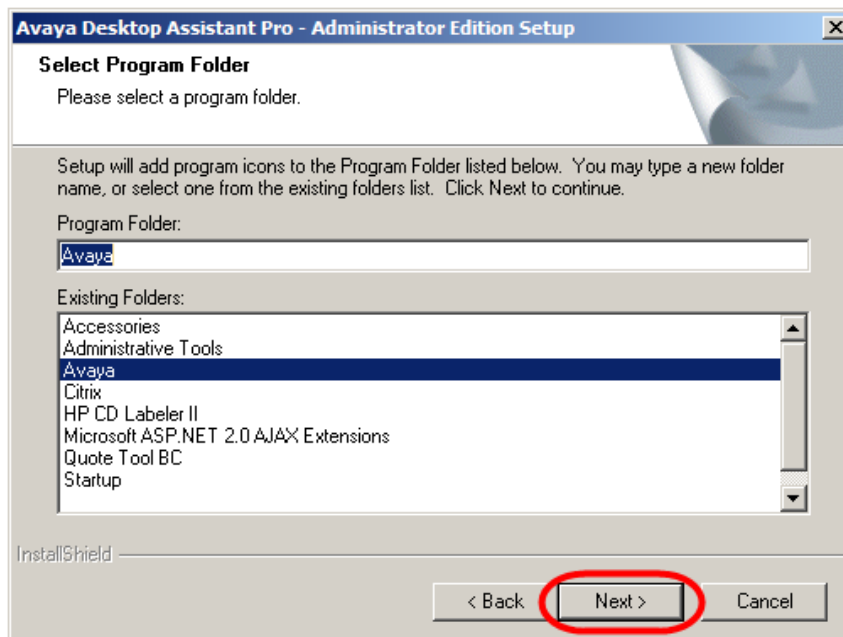 Avaya Desktop Assistant Pro - Administrator Edition Setup
Select Program Folder
Please select a program folder.
Setup will add program icons to the Program Folder listed below.  You may type a new folder
name, or select one from the existing folders list.  Click Next to continue.
Program Folder:
Avaya
Existing Folders:
Accessories
Administrative Tools
Avaya
Citrix
HP CD Labeler II
Microsoft ASP.NET 2.0 AJAX Extensions
Quote Tool BC
Startup
InstallShield
< Back
Next >
Cancel